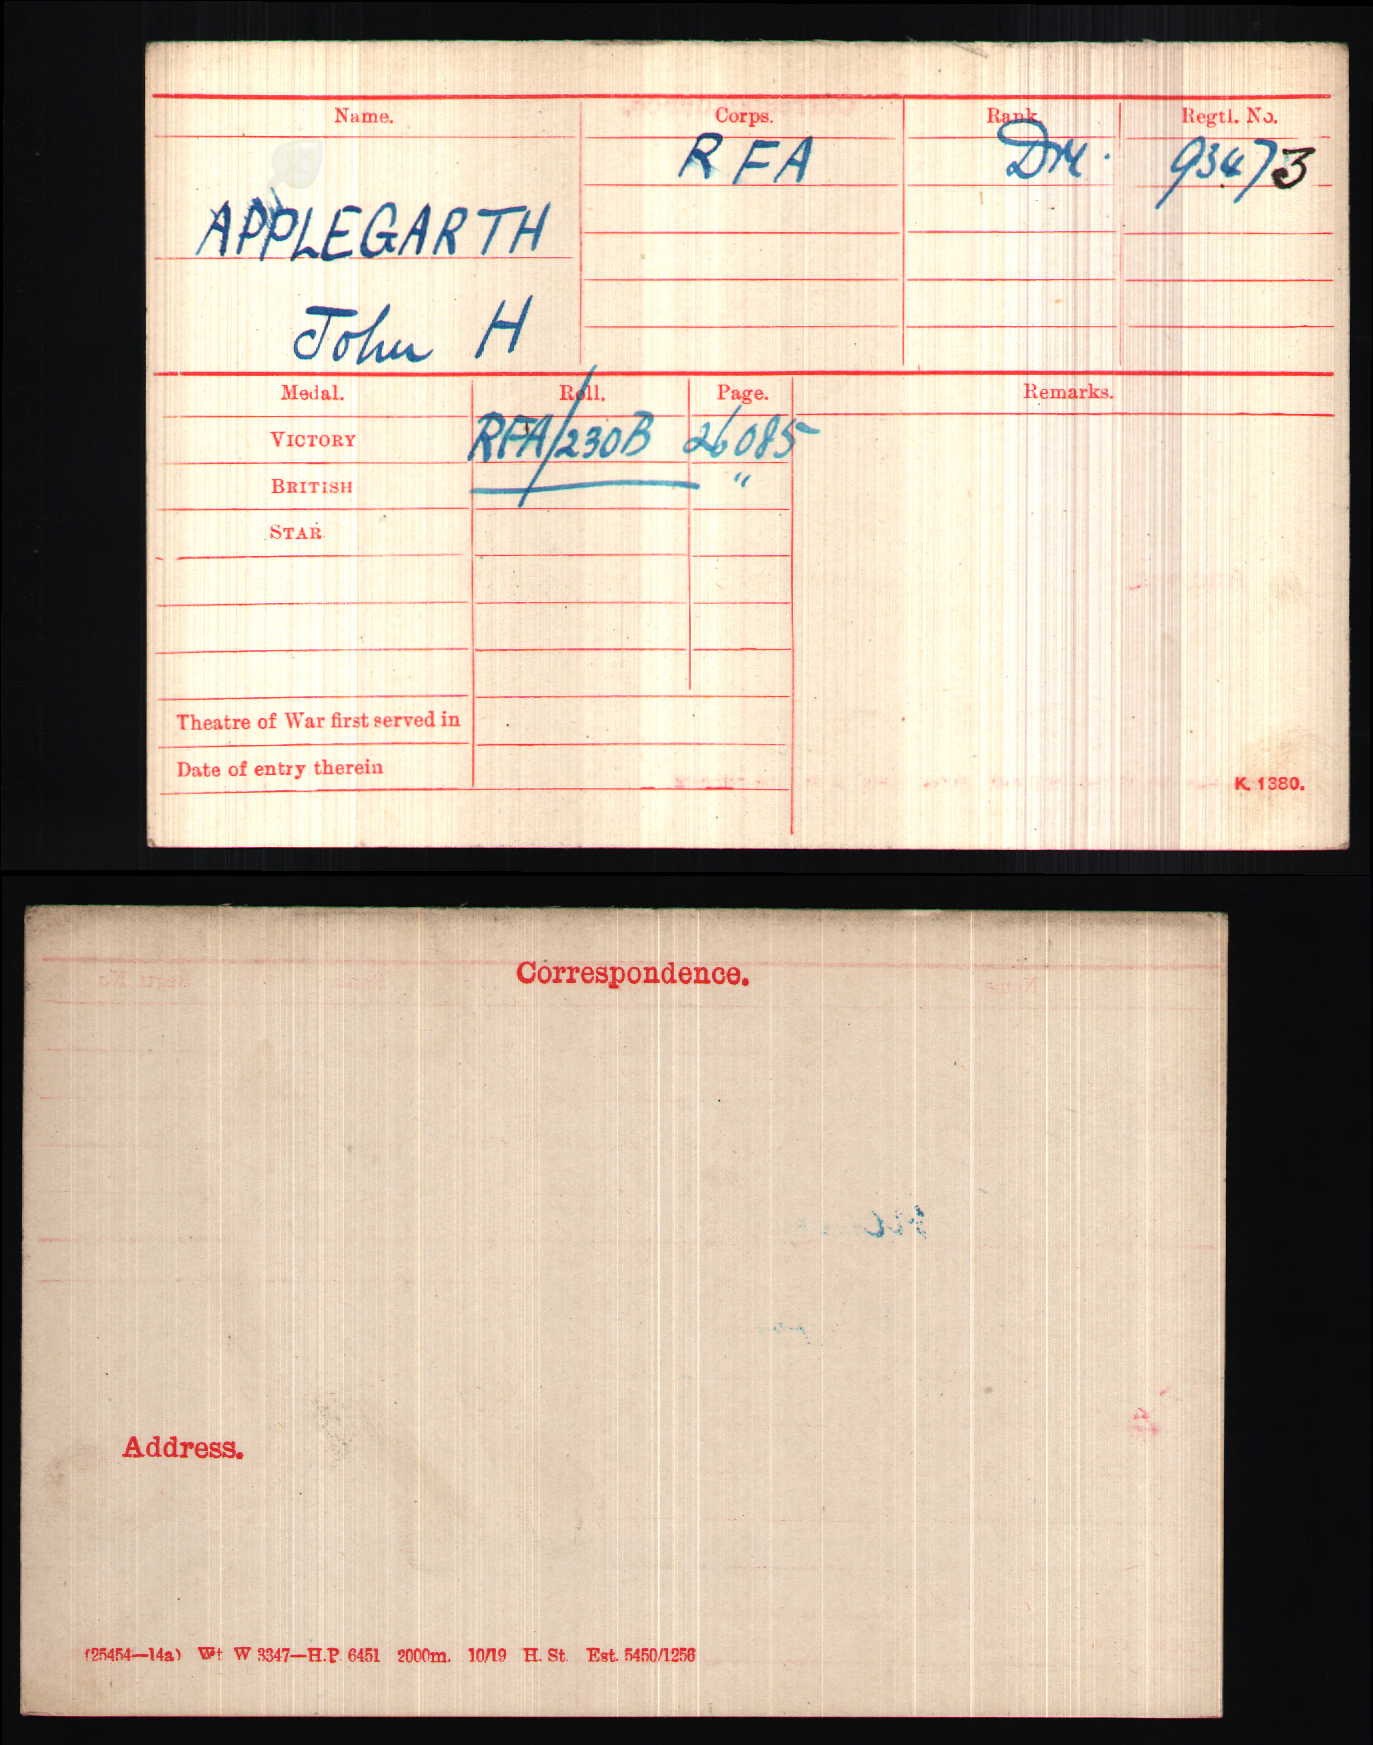 Name. Corps. Rank. Regtl. No.
RFA Dr. 93473
APPLEGARTH
John H
Medal. Roll. Page. Remarks.
VICTORY RFA/230B 26085
BRITISH "
STAR
Theatre of War first served in
Date of entry therein
K. 1380.
Correspondence.
Address.
(25454—14a) Wt W 3347—H.P. 6451 2000m. 10/19 H. St. Est. 5450/1256